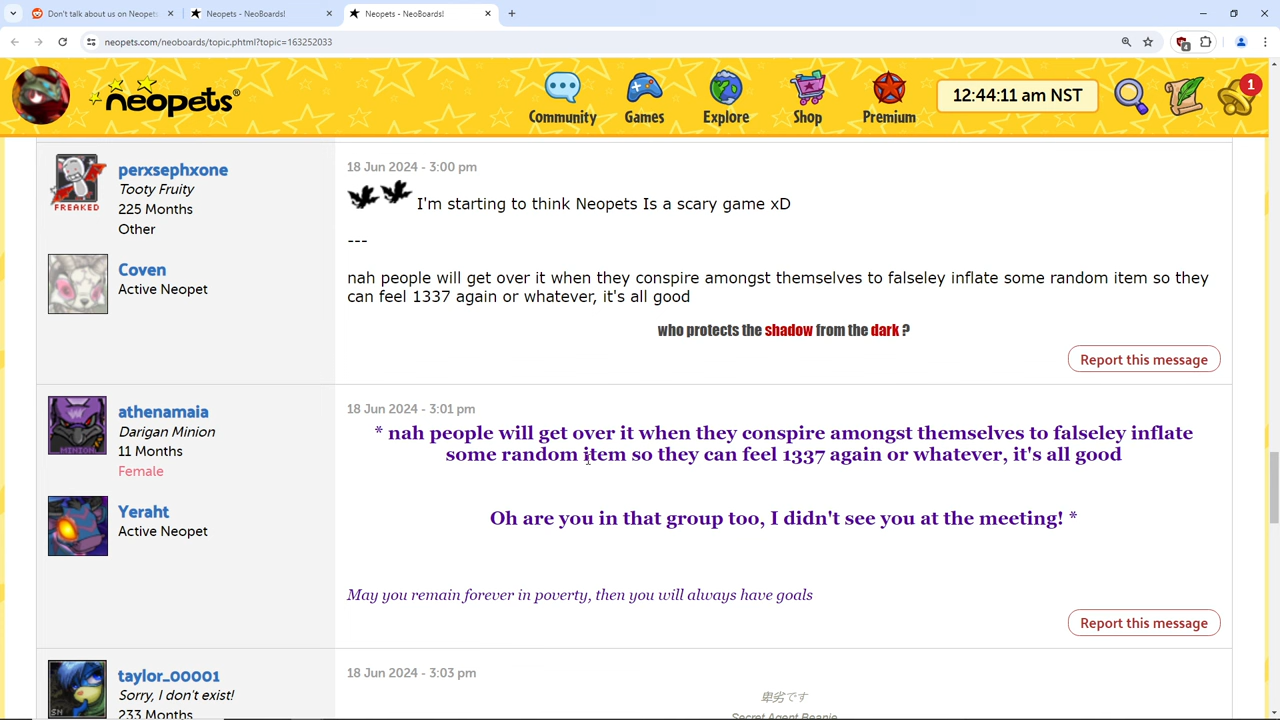 Don't talk about us on Neopets
Neopets - NeoBoards!
Neopets - NeoBoards!
neopets.com/neoboards/topic.phtml?topic=163252033
4
neopets®
Community
Games
Explore
Shop
Premium
12:44:11 am NST
1
perxsephxone
Tooty Fruity
225 Months
Other
FREAKED
Coven
Active Neopet
18 Jun 2024 - 3:00 pm
I'm starting to think Neopets Is a scary game xD
---
nah people will get over it when they conspire amongst themselves to falseley inflate some random item so they
can feel 1337 again or whatever, it's all good
who protects the shadow from the dark ?
Report this message
athenamaia
Darigan Minion
11 Months
Female
MINION
Yeraht
Active Neopet
18 Jun 2024 - 3:01 pm
* nah people will get over it when they conspire amongst themselves to falseley inflate
some random item so they can feel 1337 again or whatever, it's all good
Oh are you in that group too, I didn't see you at the meeting! *
May you remain forever in poverty, then you will always have goals
Report this message
taylor_00001
Sorry, I don't exist!
233 Months
SN
18 Jun 2024 - 3:03 pm
卑劣です
Secret Agent Beanie